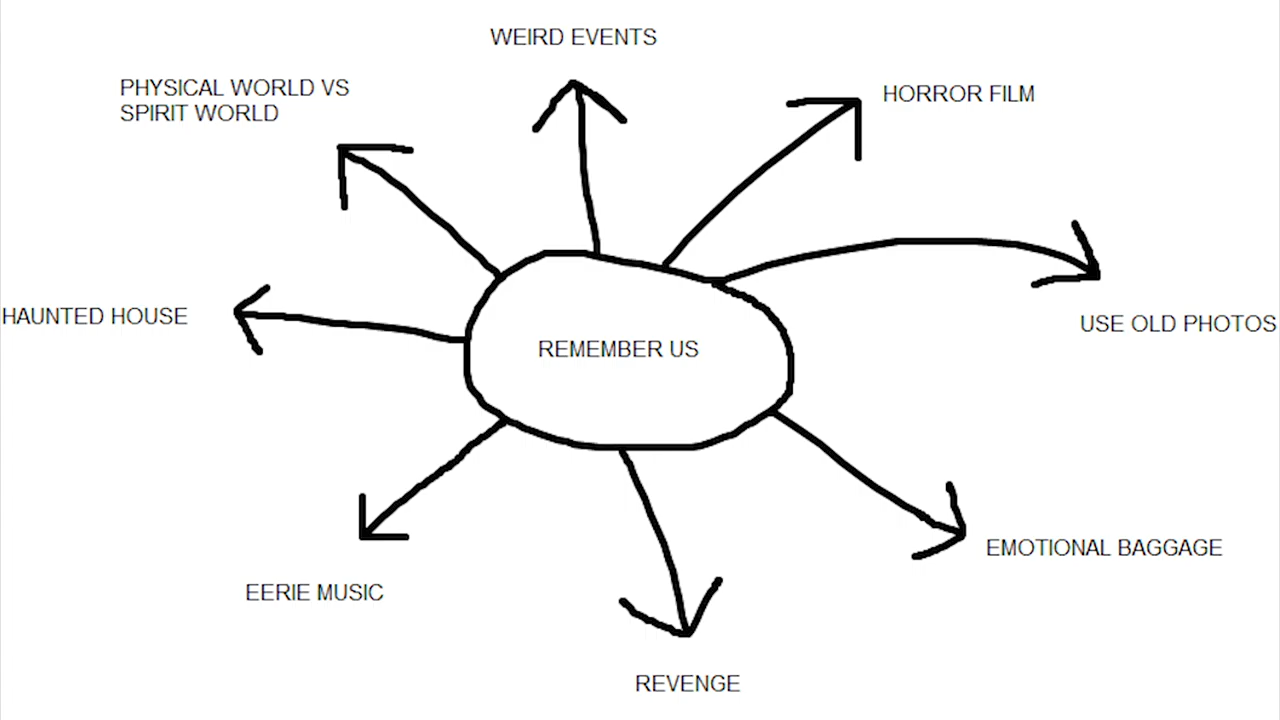 WEIRD EVENTS
PHYSICAL WORLD VS
SPIRIT WORLD
HORROR FILM
HAUNTED HOUSE
USE OLD PHOTOS
REMEMBER US
EMOTIONAL BAGGAGE
EERIE MUSIC
REVENGE